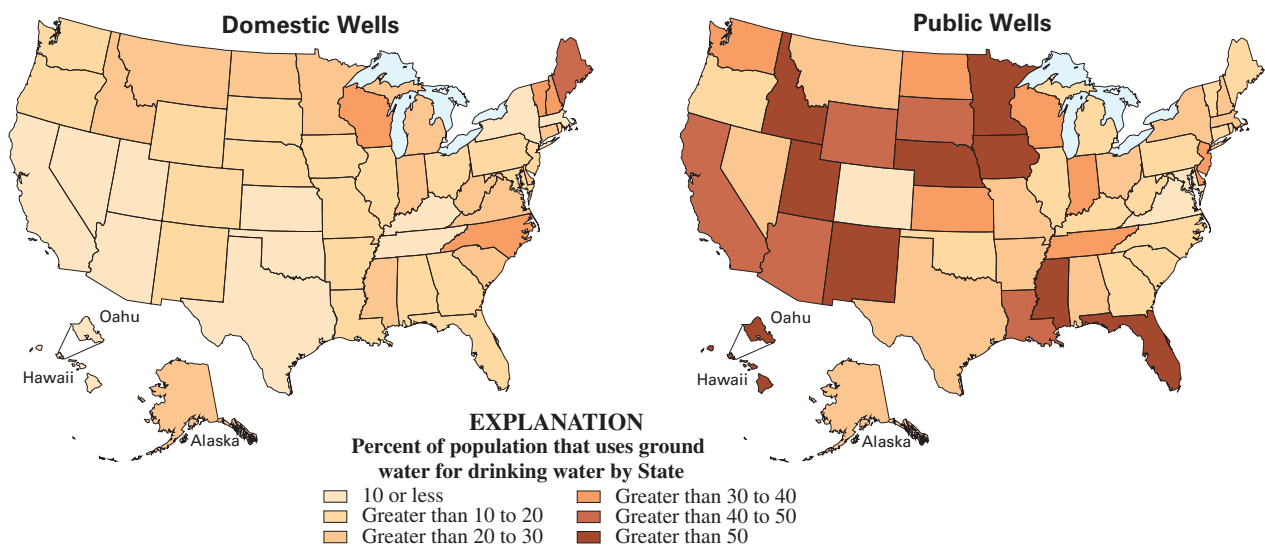 Domestic Wells
Public Wells
Oahu
Hawaii
Alaska
Oahu
Hawaii
Alaska
EXPLANATION
Percent of population that uses ground
water for drinking water by State
10 or less
Greater than 10 to 20
Greater than 20 to 30
Greater than 30 to 40
Greater than 40 to 50
Greater than 50